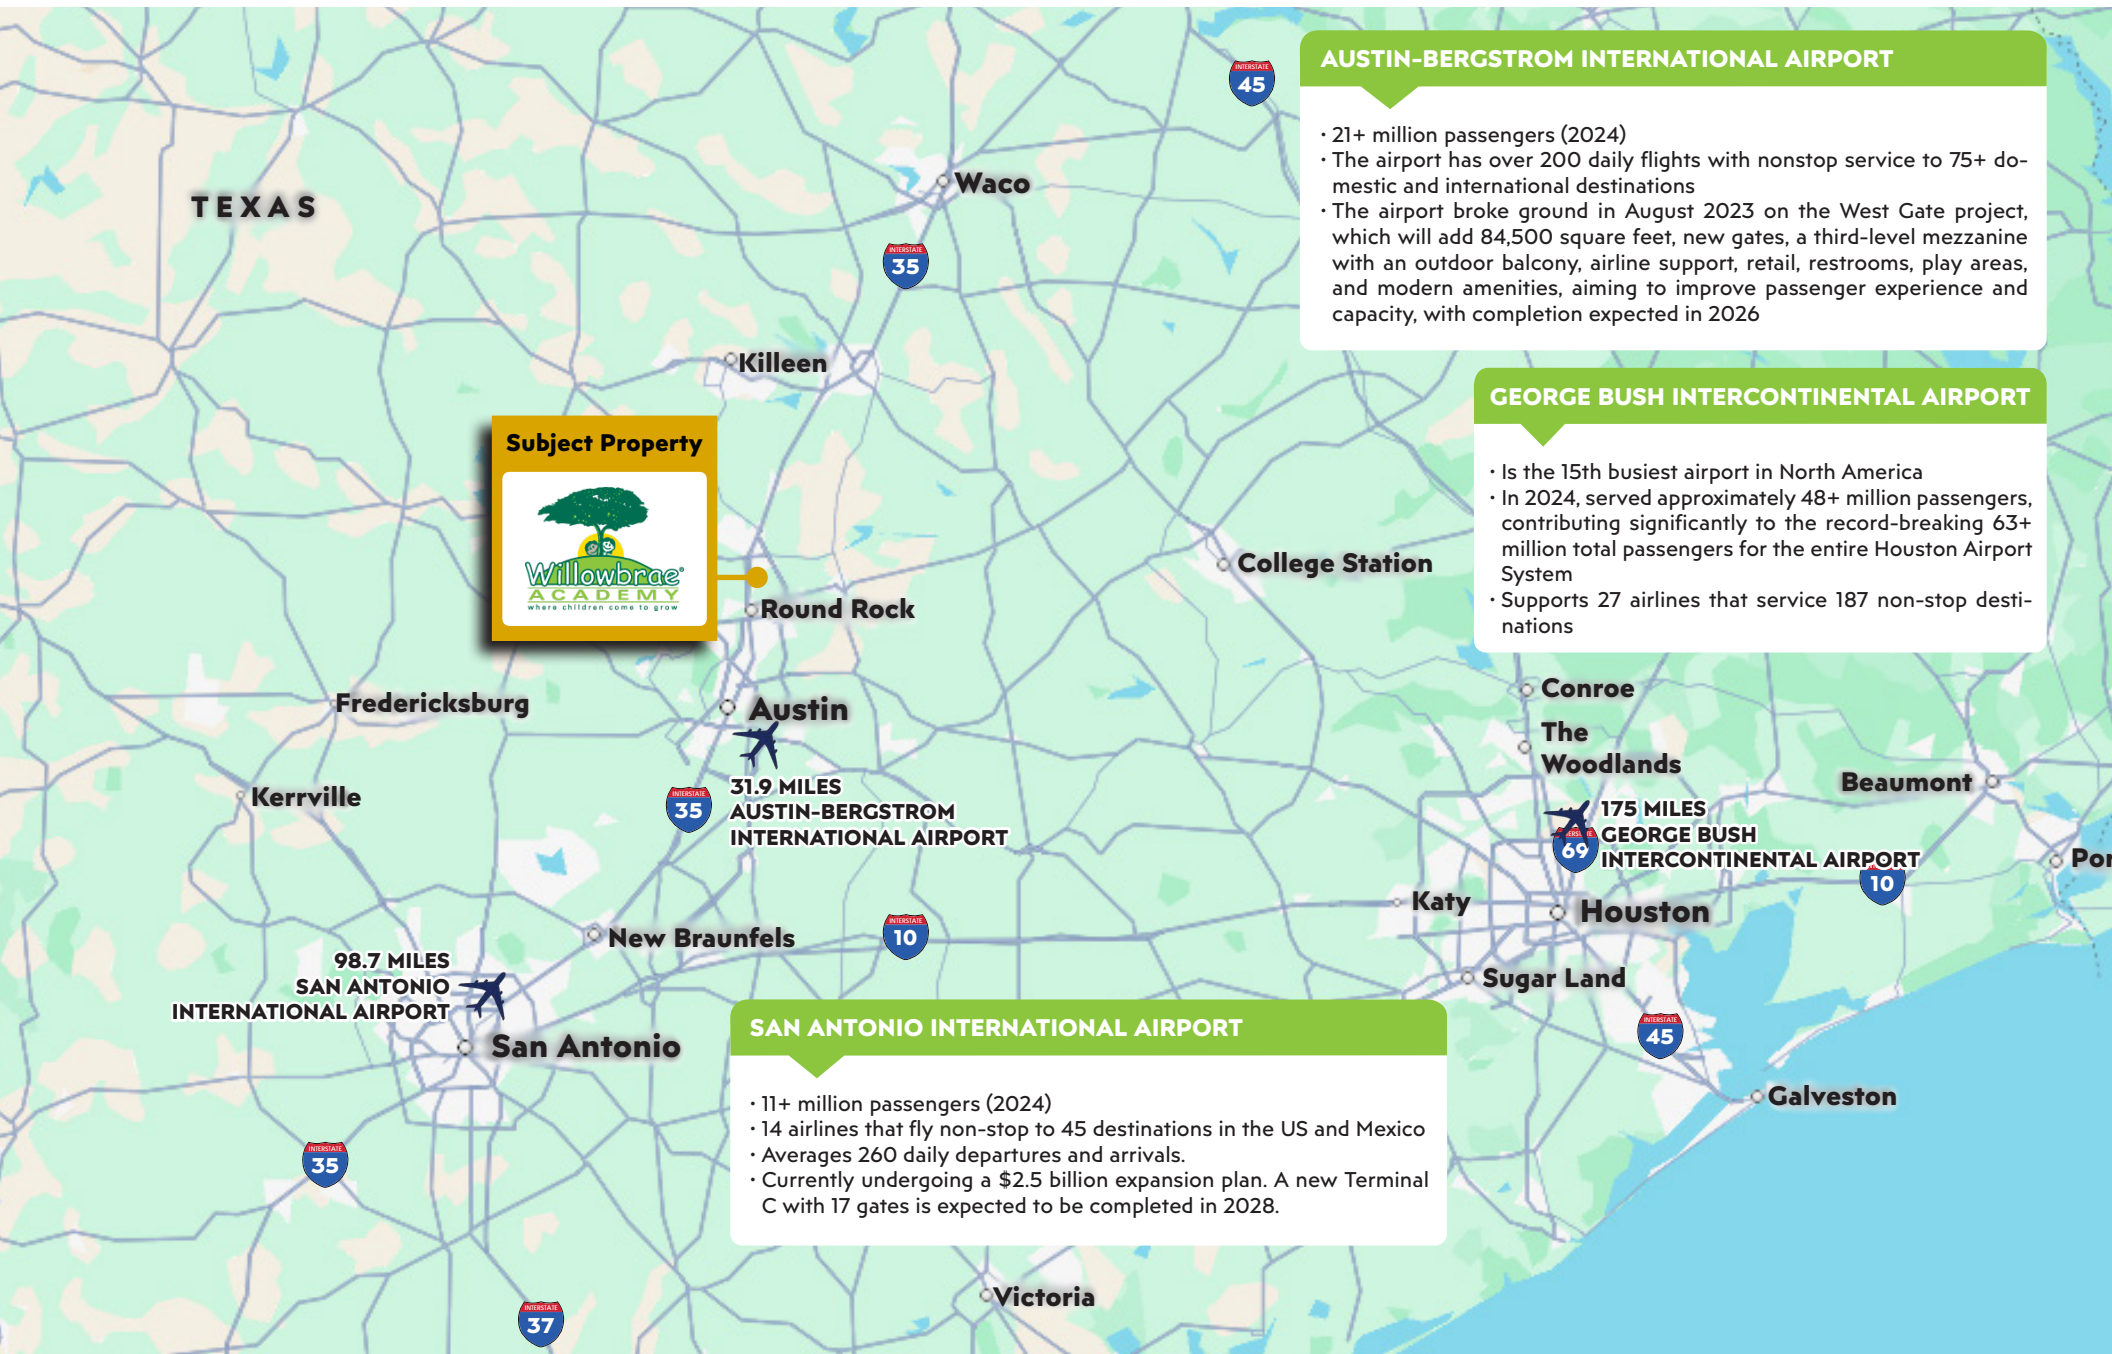 INTERSTATE
45
AUSTIN-BERGSTROM INTERNATIONAL AIRPORT
· 21+ million passengers (2024)
· The airport has over 200 daily flights with nonstop service to 75+ do-
mestic and international destinations
· The airport broke ground in August 2023 on the West Gate project,
which will add 84,500 square feet, new gates, a third-level mezzanine
with an outdoor balcony, airline support, retail, restrooms, play areas,
and modern amenities, aiming to improve passenger experience and
capacity, with completion expected in 2026
TEXAS
Waco
INTERSTATE
35
Killeen
GEORGE BUSH INTERCONTINENTAL AIRPORT
· Is the 15th busiest airport in North America
· In 2024, served approximately 48+ million passengers,
contributing significantly to the record-breaking 63+
million total passengers for the entire Houston Airport
System
· Supports 27 airlines that service 187 non-stop desti-
nations
Subject Property
Willowbrae®
ACADEMY
where children come to grow
College Station
Round Rock
Conroe
Fredericksburg
Austin
The
Woodlands
Beaumont
Kerrville
INTERSTATE
35
31.9 MILES
AUSTIN-BERGSTROM
INTERNATIONAL AIRPORT
175 MILES
GEORGE BUSH
INTERCONTINENTAL AIRPORT
69
INTERSTATE
10
Por
Katy
Houston
New Braunfels
INTERSTATE
10
98.7 MILES
SAN ANTONIO
INTERNATIONAL AIRPORT
Sugar Land
San Antonio
SAN ANTONIO INTERNATIONAL AIRPORT
· 11+ million passengers (2024)
· 14 airlines that fly non-stop to 45 destinations in the US and Mexico
· Averages 260 daily departures and arrivals.
· Currently undergoing a $2.5 billion expansion plan. A new Terminal
C with 17 gates is expected to be completed in 2028.
INTERSTATE
45
Galveston
INTERSTATE
35
Victoria
INTERSTATE
37